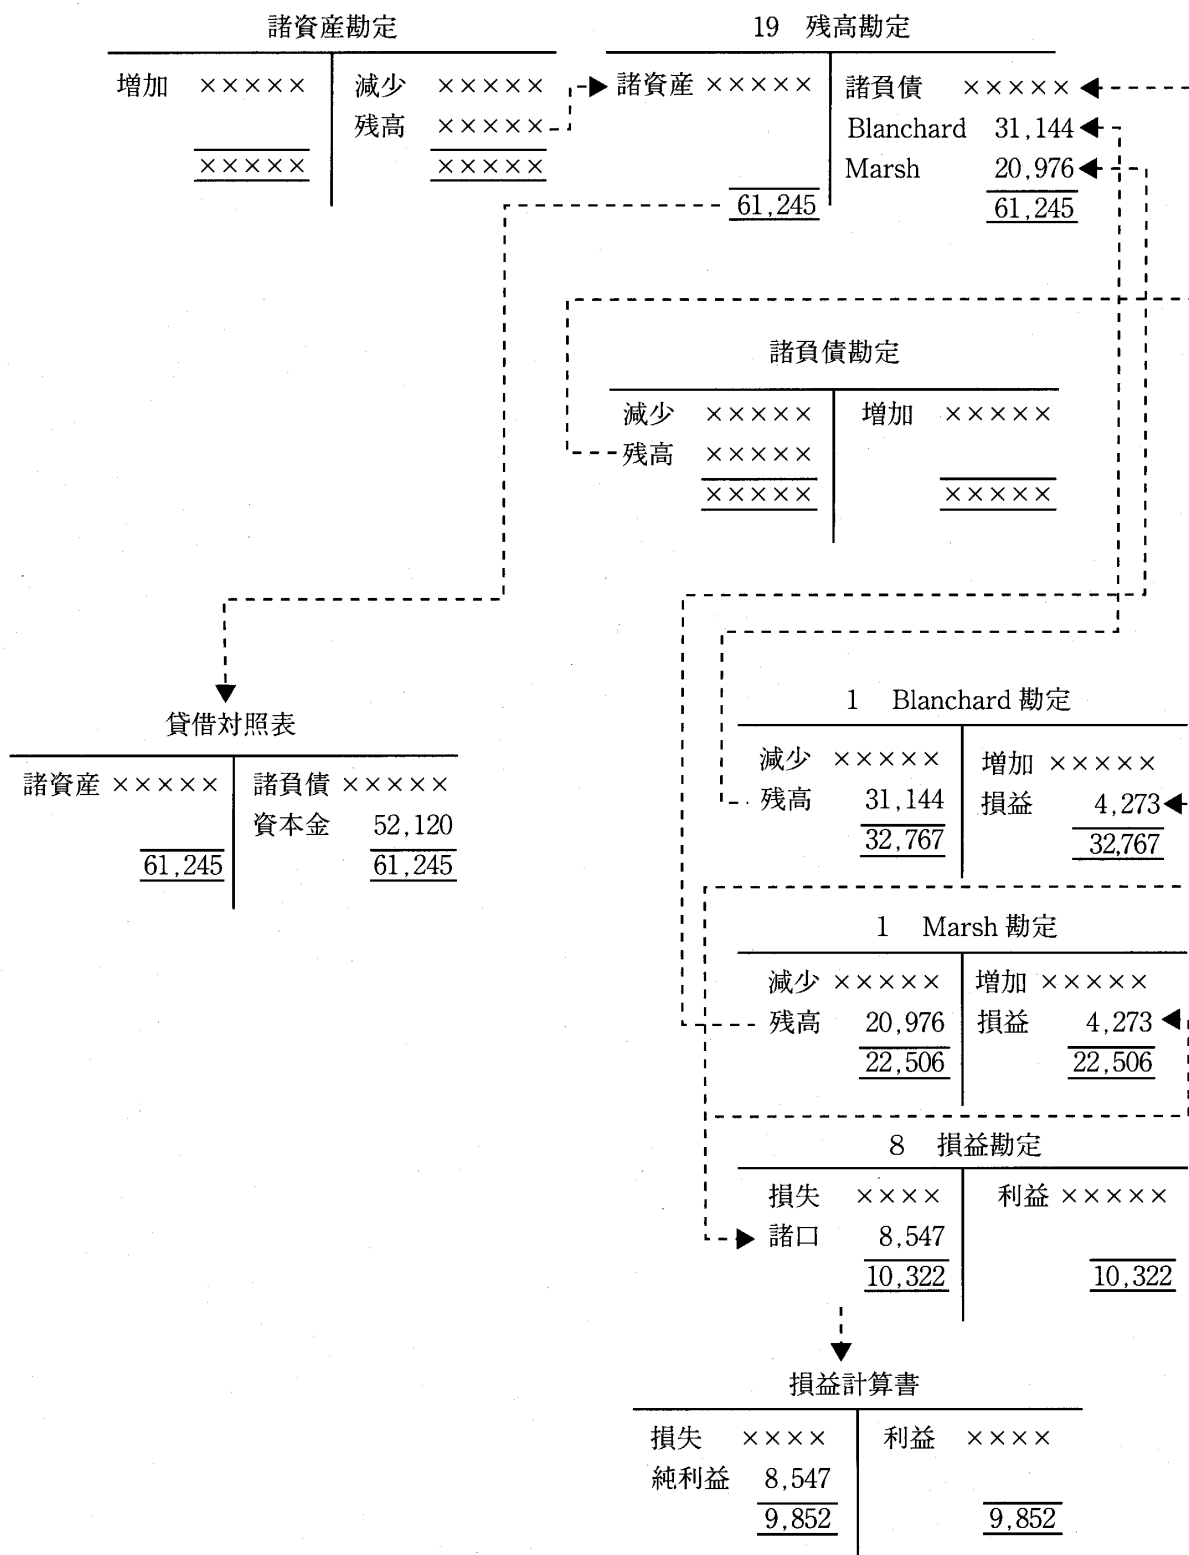 諸資産勘定
増加 ××××× 減少 ×××××
残高 ×××××
××××× ×××××
19 残高勘定
諸資産 ××××× 諸負債 ×××××
Blanchard 31,144
Marsh 20,976
61,245 61,245
諸負債勘定
減少 ××××× 増加 ×××××
残高 ×××××
××××× ×××××
貸借対照表
諸資産 ××××× 諸負債 ×××××
資本金 52,120
61,245 61,245
1 Blanchard 勘定
減少 ××××× 増加 ×××××
残高 31,144 損益 4,273
32,767 32,767
1 Marsh 勘定
減少 ××××× 増加 ×××××
残高 20,976 損益 4,273
22,506 22,506
8 損益勘定
損失 ×××× 利益 ×××××
諸口 8,547
10,322 10,322
損益計算書
損失 ×××× 利益 ××××
純利益 8,547
9,852 9,852